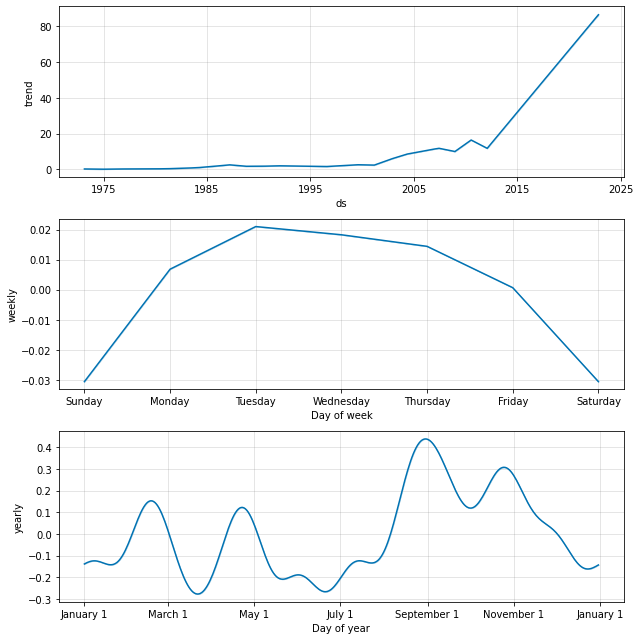 80
60
40
20
0
trend
1975 1985 1995 2005 2015 2025
ds
0.02
0.01
0.00
−0.01
−0.02
−0.03
weekly
Sunday Monday Tuesday Wednesday Thursday Friday Saturday
Day of week
0.4
0.3
0.2
0.1
0.0
−0.1
−0.2
−0.3
yearly
January 1 March 1 May 1 July 1 September 1 November 1 January 1
Day of year